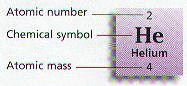 Atomic number 2
Chemical symbol He
Helium
Atomic mass 4